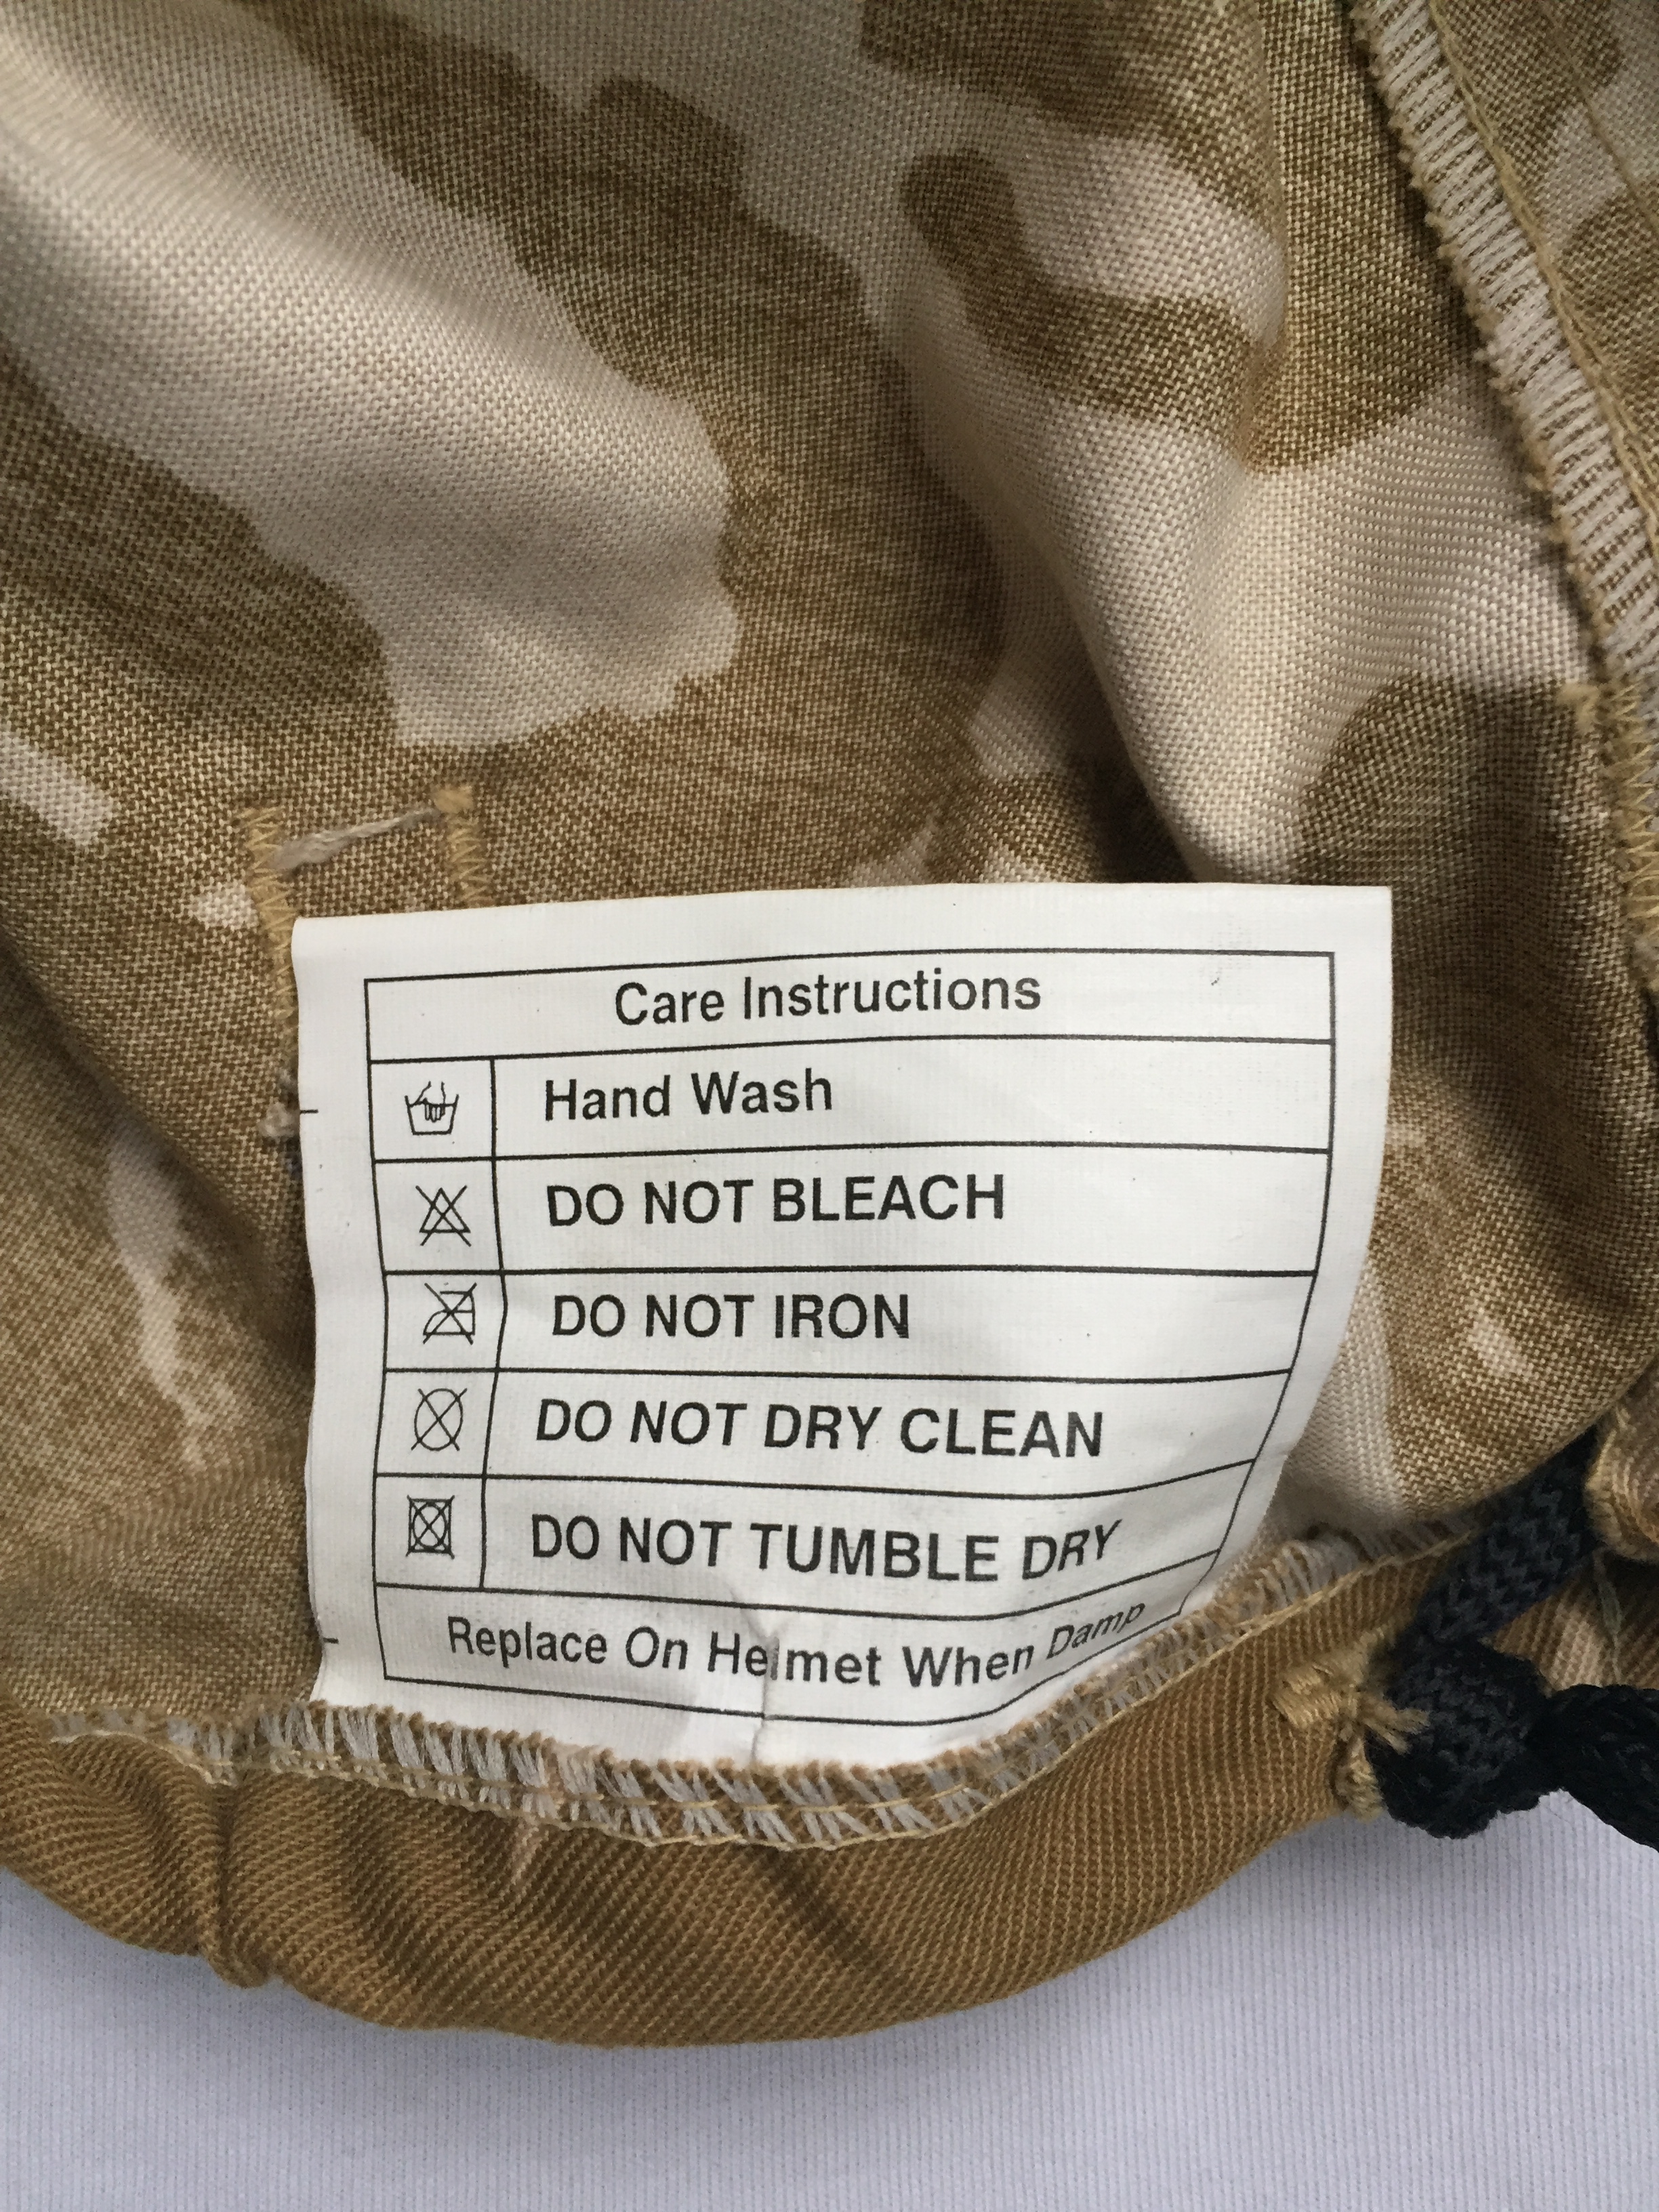 Care Instructions
Hand Wash
DO NOT BLEACH
DO NOT IRON
DO NOT DRY CLEAN
DO NOT TUMBLE DRY
Replace On Helmet When Damp